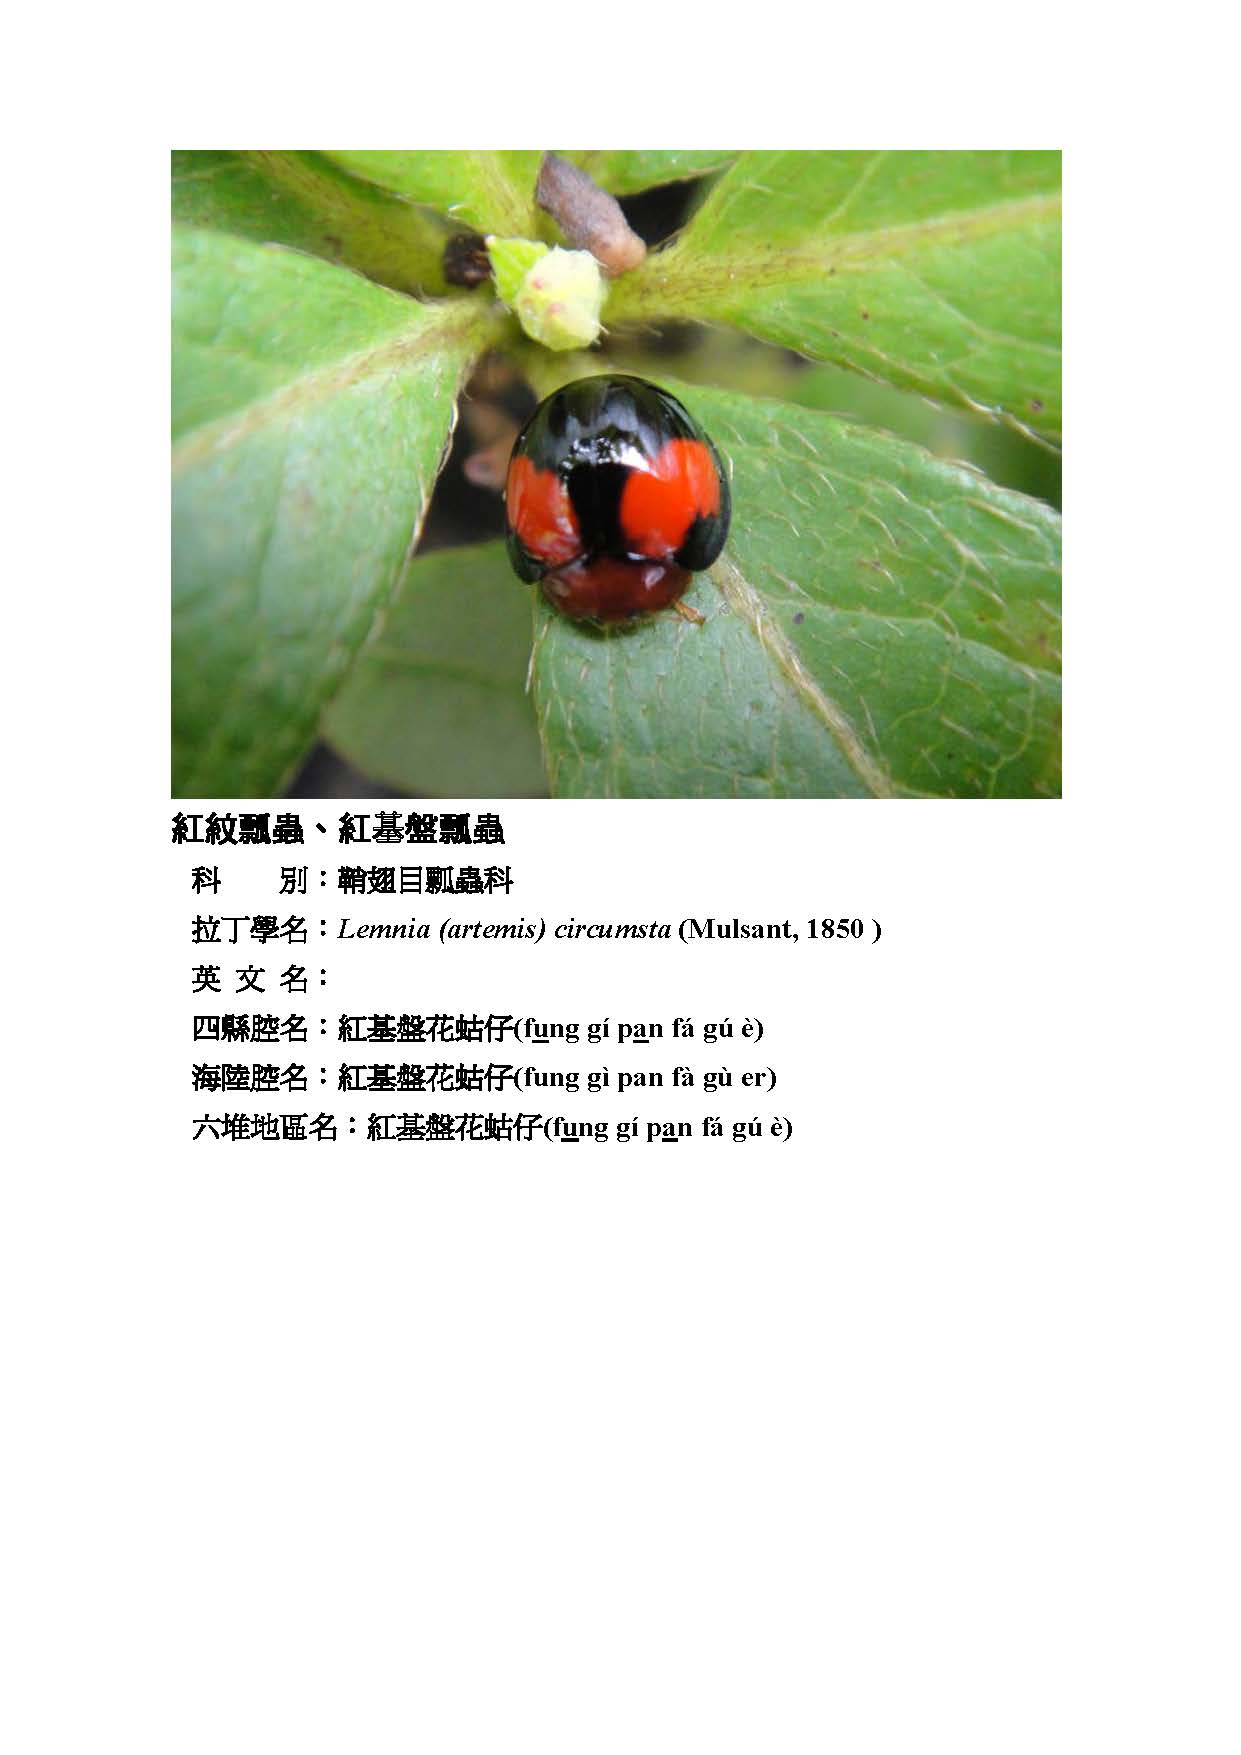 紅紋瓢蟲、紅基盤瓢蟲
科　　別：鞘翅目瓢蟲科
拉丁學名：Lemnia (artemis) circumsta (Mulsant, 1850 )
英 文 名：
四縣腔名：紅基盤花蛄仔(fung gí pan fá gú è)
海陸腔名：紅基盤花蛄仔(fung gì pan fà gù er)
六堆地區名：紅基盤花蛄仔(fung gí pan fá gú è)